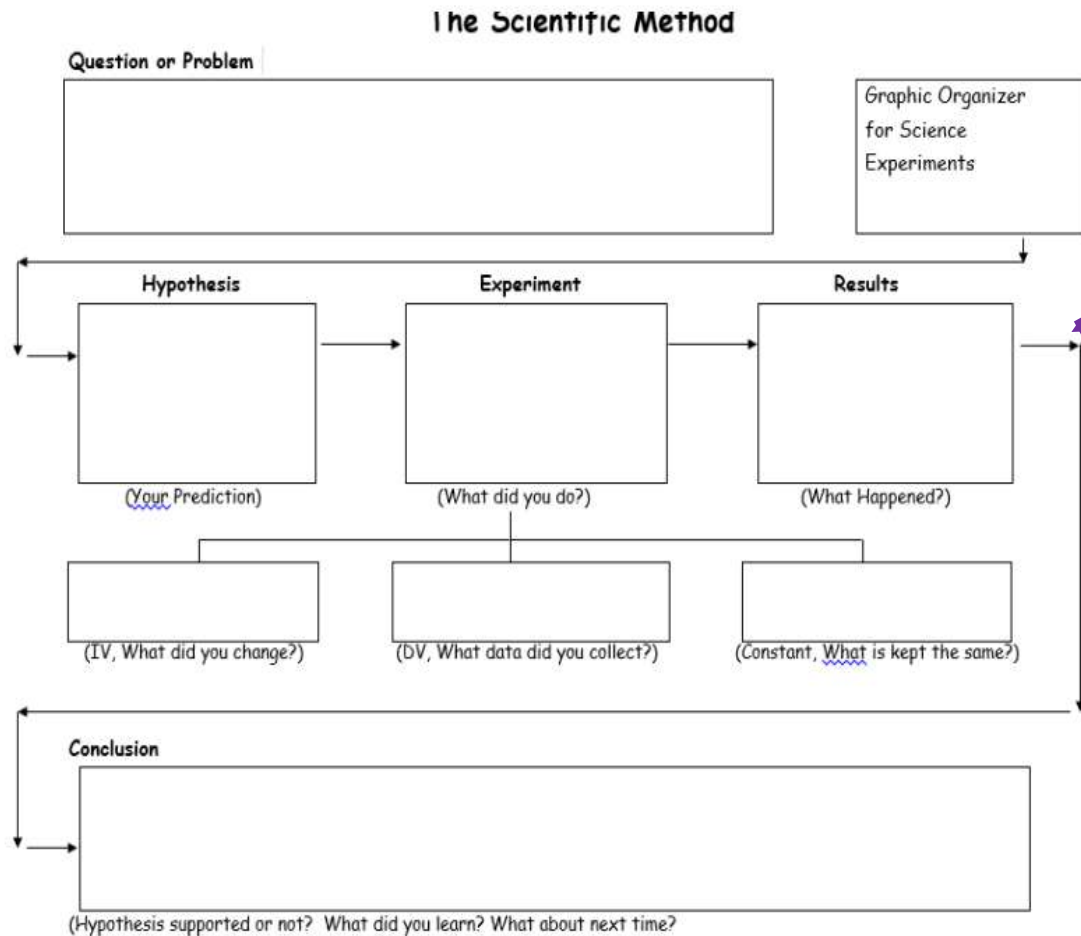 The Scientific Method
Question or Problem
Graphic Organizer
for Science
Experiments
Hypothesis
Experiment
Results
(Your Prediction)
(What did you do?)
(What Happened?)
(IV, What did you change?)
(DV, What data did you collect?)
(Constant, What is kept the same?)
Conclusion
(Hypothesis supported or not? What did you learn? What about next time?